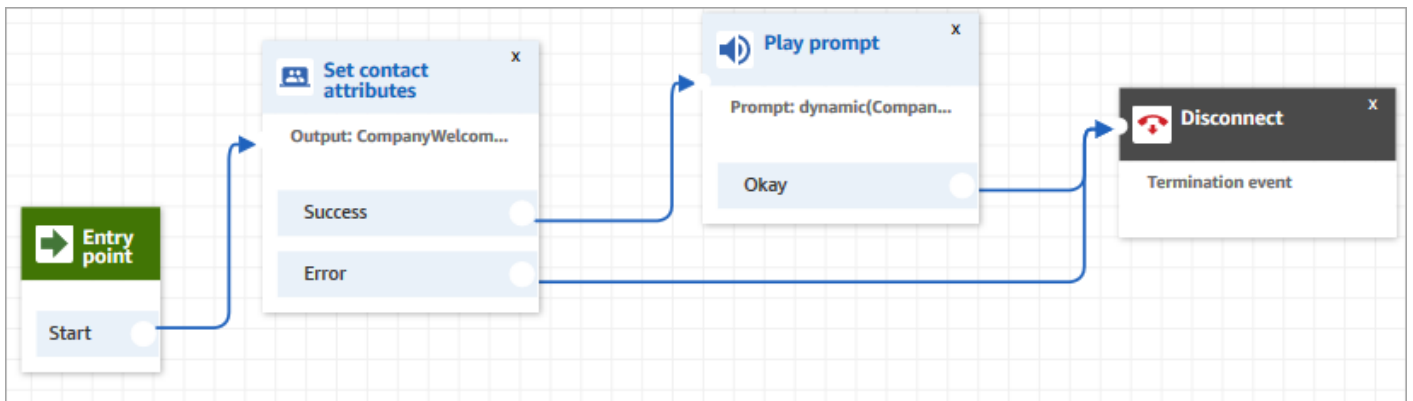 Entry
point
Start
x
Set contact
attributes
Output: CompanyWelcom...
Success
Error
x
Play prompt
Prompt: dynamic(Compan...
Okay
x
Disconnect
Termination event